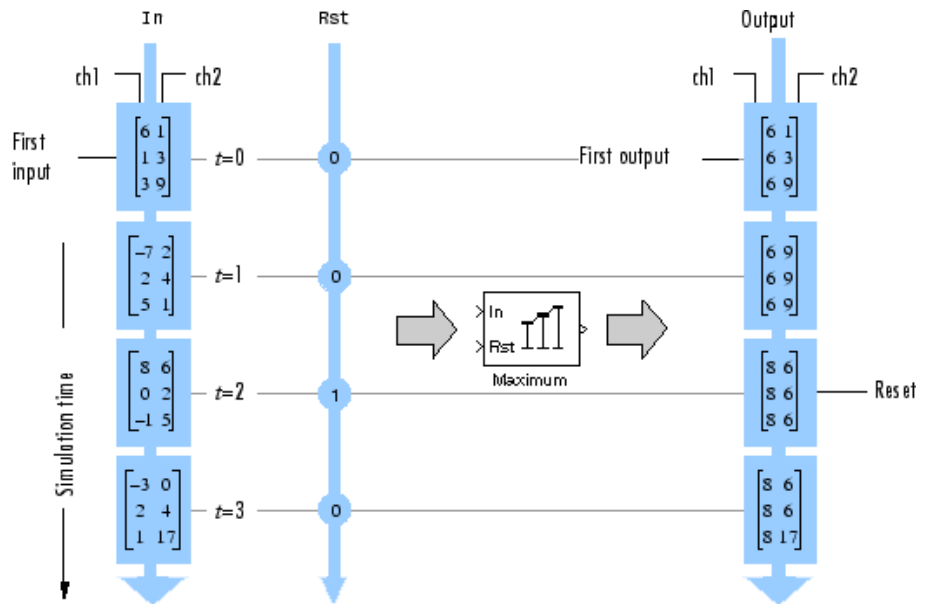 In Rst Output
ch1 ch2 ch1 ch2
First input
6 1
1 3
3 9
t=0
0
First output
6 1
6 3
6 9
-7 2
2 4
5 1
t=1
0
6 9
6 9
6 9
In
Rst
Maximum
Simulation time
8 6
0 2
-1 5
t=2
1
8 6
8 6
8 6
Reset
-3 0
2 4
1 17
t=3
0
8 6
8 6
8 17